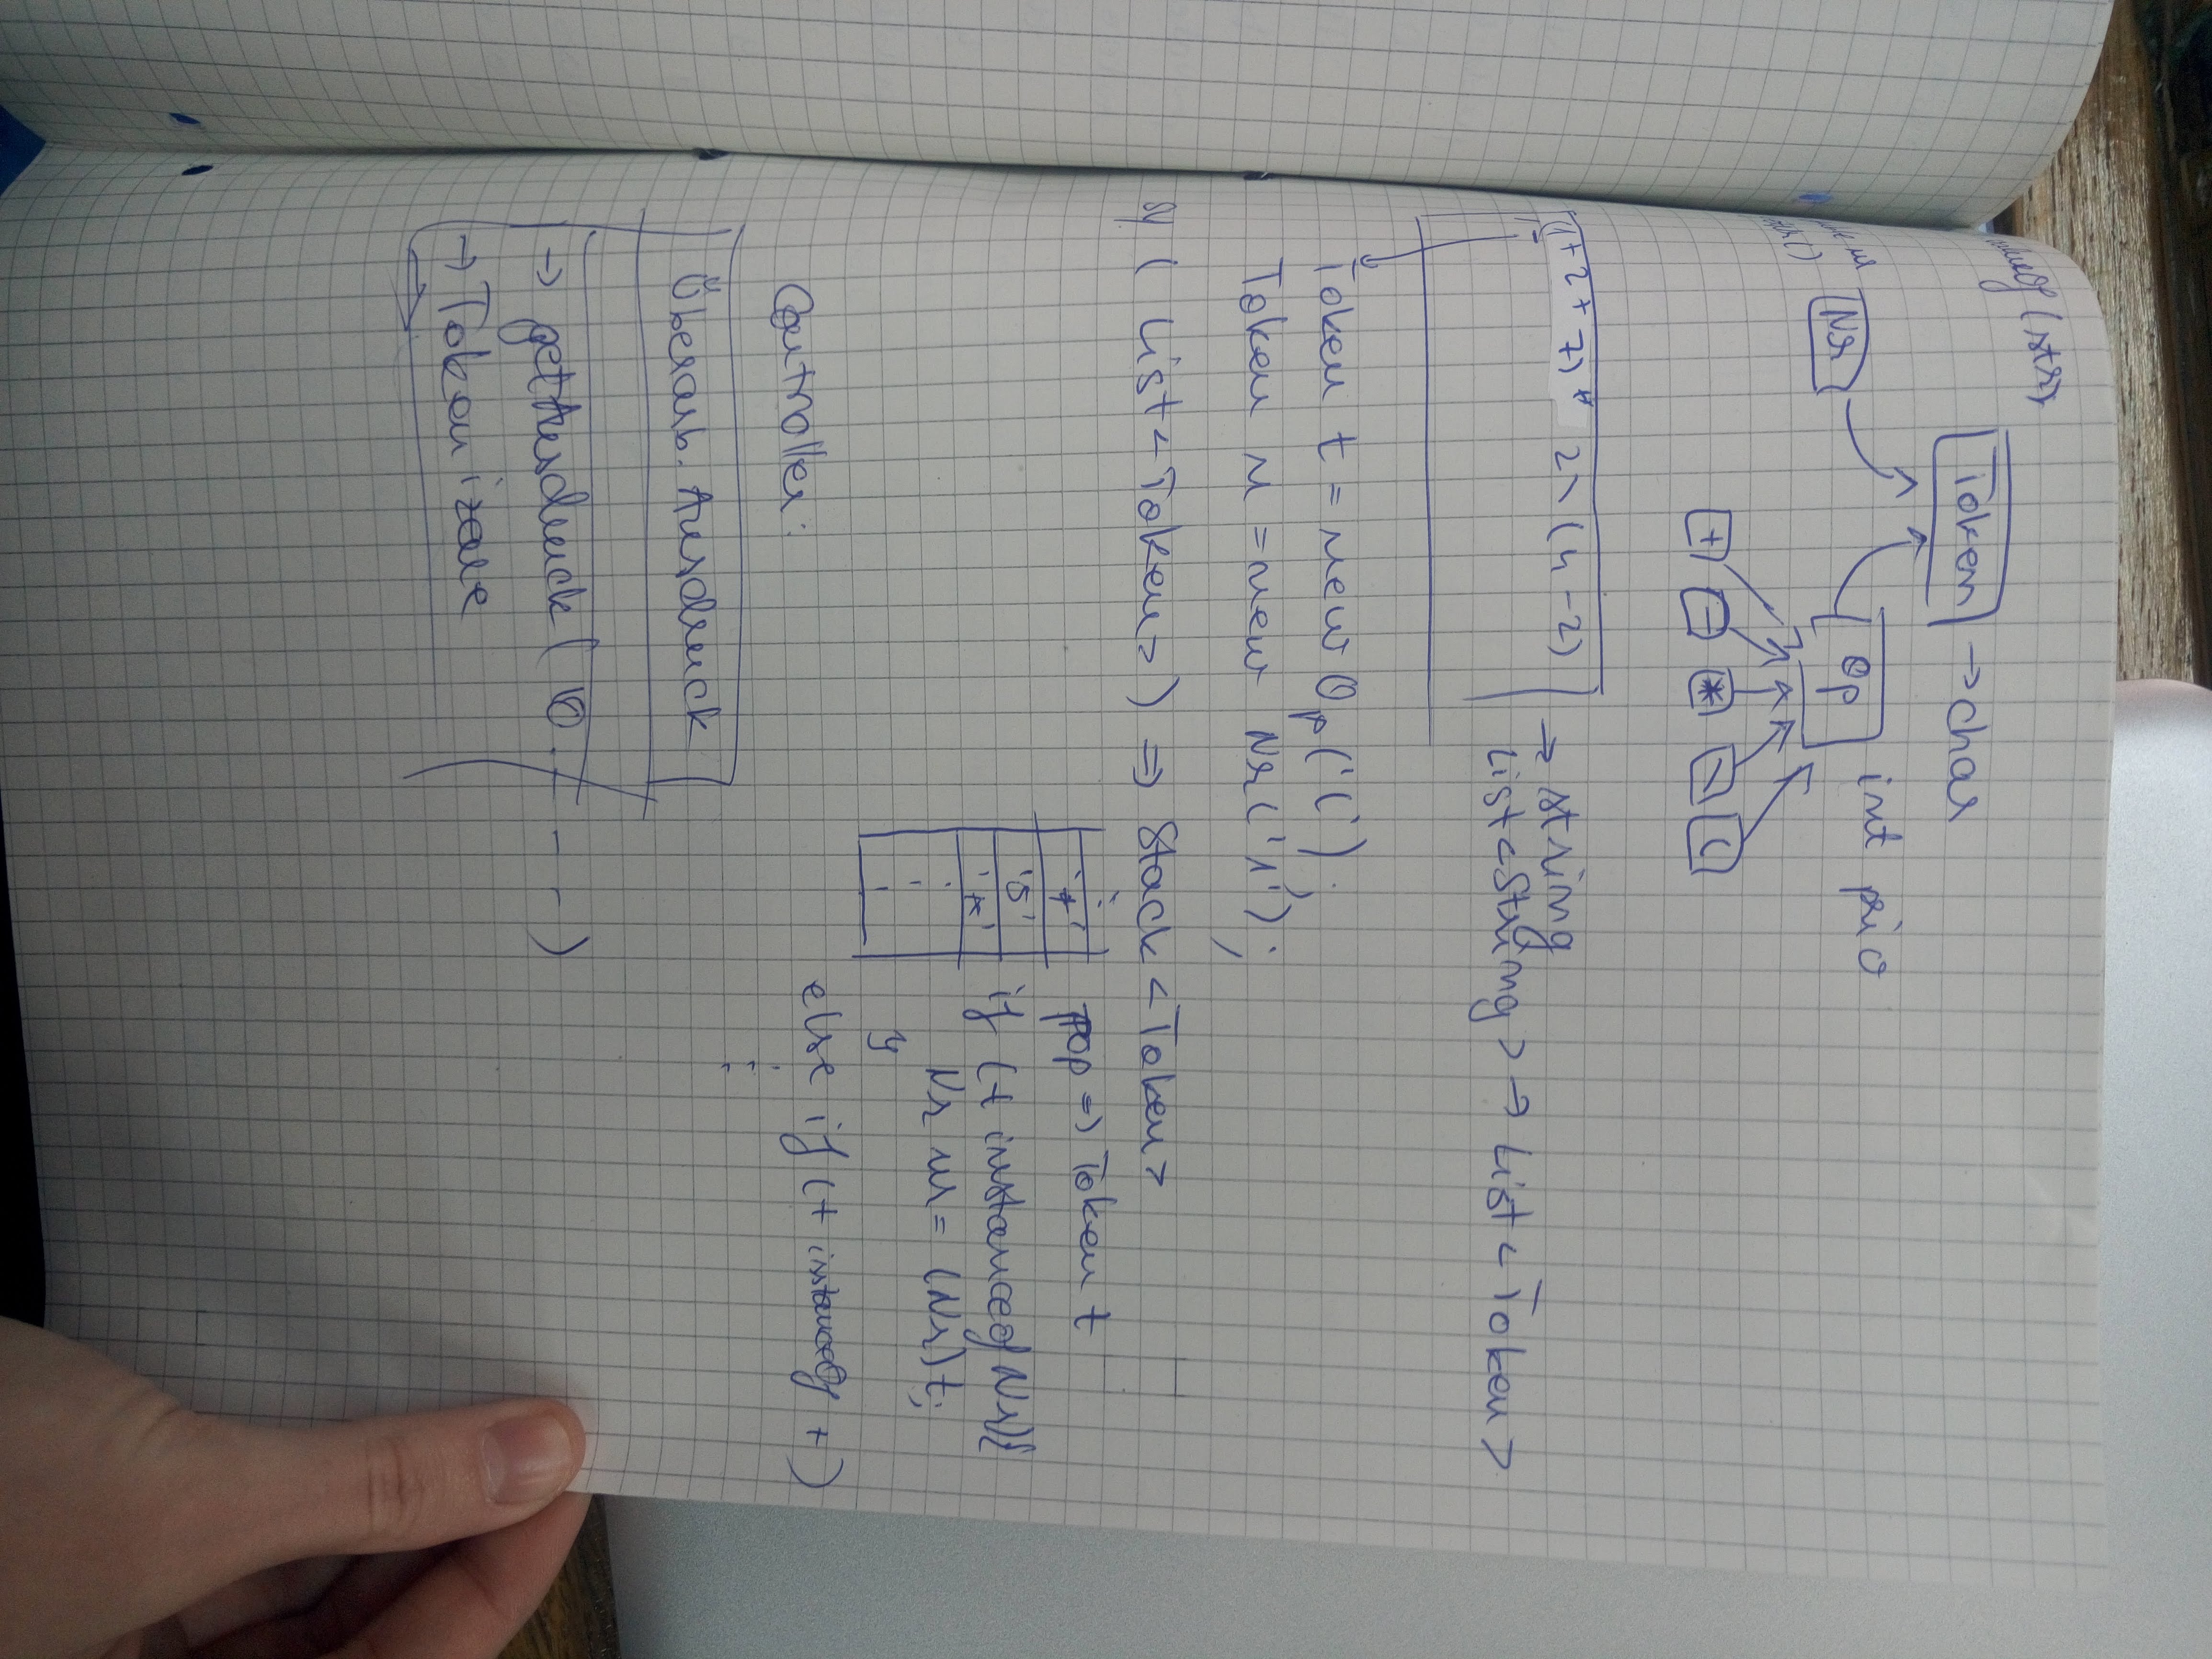 valueOf(str)
Token → char
Nr
Op
int prio
+ - * \ (
(1+2+7)* 2\(4-2)
→ string
List<String> → List<Token>
Token t = new Op('(');
Token n = new Nr('1');
sy ( List<Token>) => Stack <Token>
'+'
'5'
'*'
pop => Token t
if (t instanceof Nr){
Nr nr = (Nr)t;
}
else if (t instanceOf +)
Controller:
Überarb. Ausdruck
→ getAusdruck( 10 - - - )
→ Tokenizare